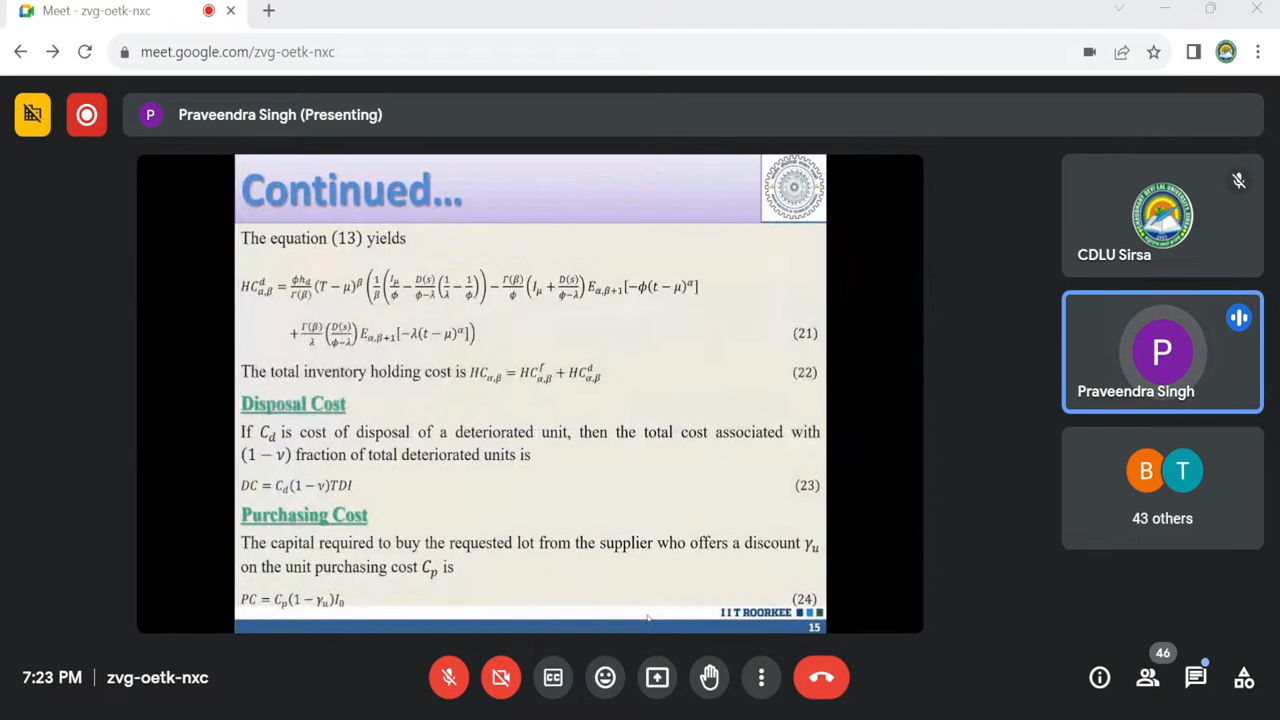 Meet - zvg-oetk-nxc
meet.google.com/zvg-oetk-nxc
P Praveendra Singh (Presenting)
Continued...
The equation (13) yields
HC^d_{α,β} = ϕh_d/Γ(β) (T − μ)^β (1/β (I_μ/ϕ − D(s)/(ϕ−λ) (1/λ − 1/ϕ)) − Γ(β)/ϕ (I_μ + D(s)/(ϕ−λ)) E_{α,β+1}[−ϕ(t − μ)^α]
+ Γ(β)/λ (D(s)/(ϕ−λ)) E_{α,β+1}[−λ(t − μ)^α]) (21)
The total inventory holding cost is HC_{α,β} = HC^f_{α,β} + HC^d_{α,β} (22)
Disposal Cost
If C_d is cost of disposal of a deteriorated unit, then the total cost associated with
(1 − ν) fraction of total deteriorated units is
DC = C_d(1 − ν)TDI (23)
Purchasing Cost
The capital required to buy the requested lot from the supplier who offers a discount γ_u
on the unit purchasing cost C_p is
PC = C_p(1 − γ_u)I_0 (24)
I I T ROORKEE
15
CDLU Sirsa
P
Praveendra Singh
B T
43 others
7:23 PM | zvg-oetk-nxc
CC
46